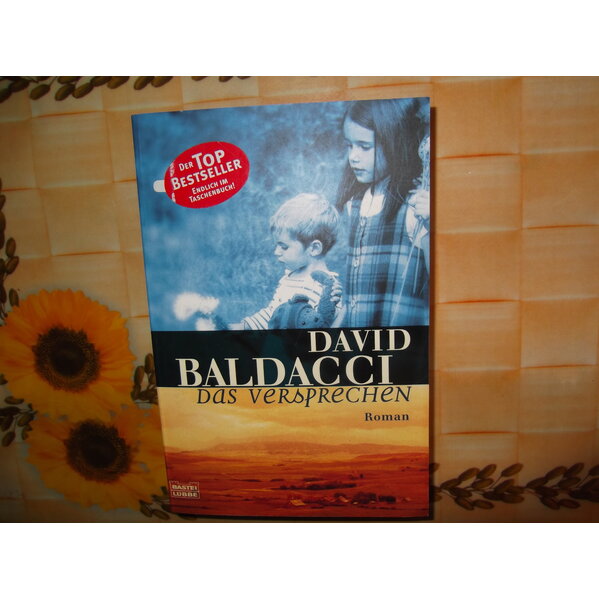 DER TOP
BESTSELLER
ENDLICH IM
TASCHENBUCH!
DAVID
BALDACCI
DAS VERSPRECHEN
Roman
BASTEI
LÜBBE